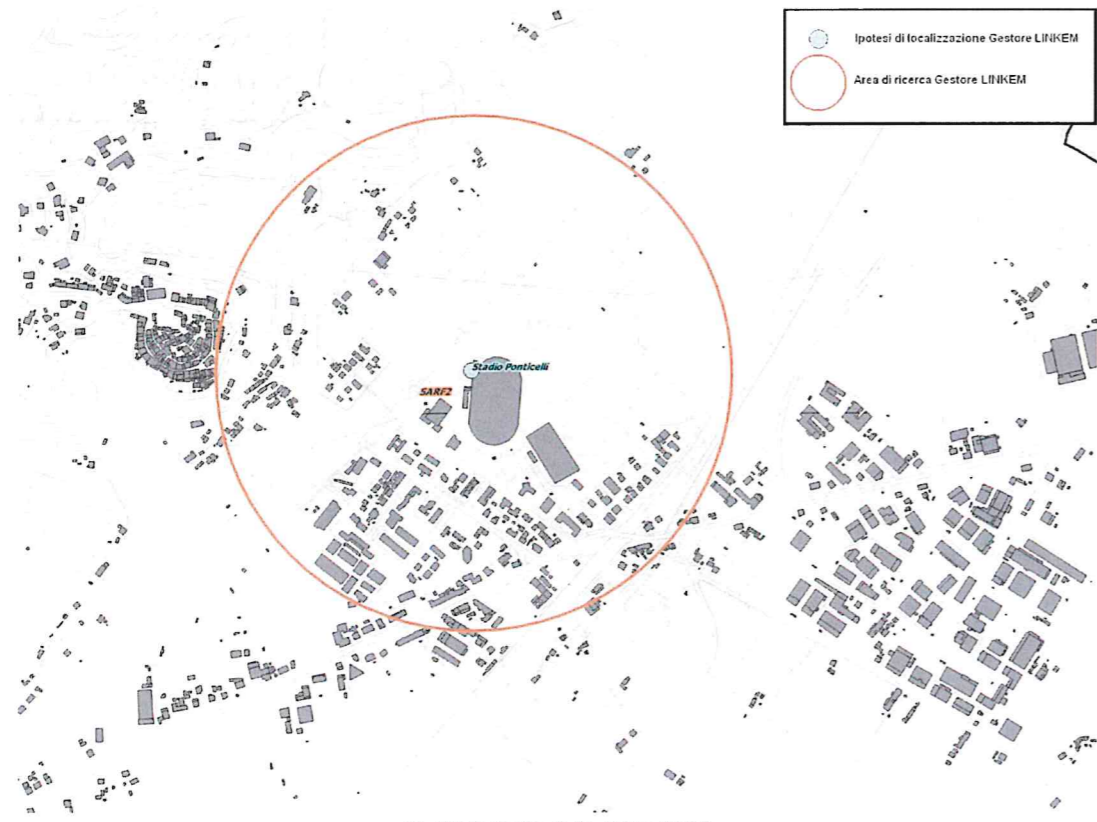 Ipotesi di localizzazione Gestore LINKEM
Area di ricerca Gestore LINKEM
Stadio Ponticelli
SARF2